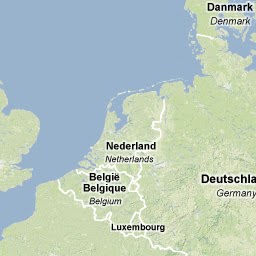 Danmark
Denmark
Nederland
Netherlands
België
Belgique
Belgium
Deutschla
Germany
Luxembourg